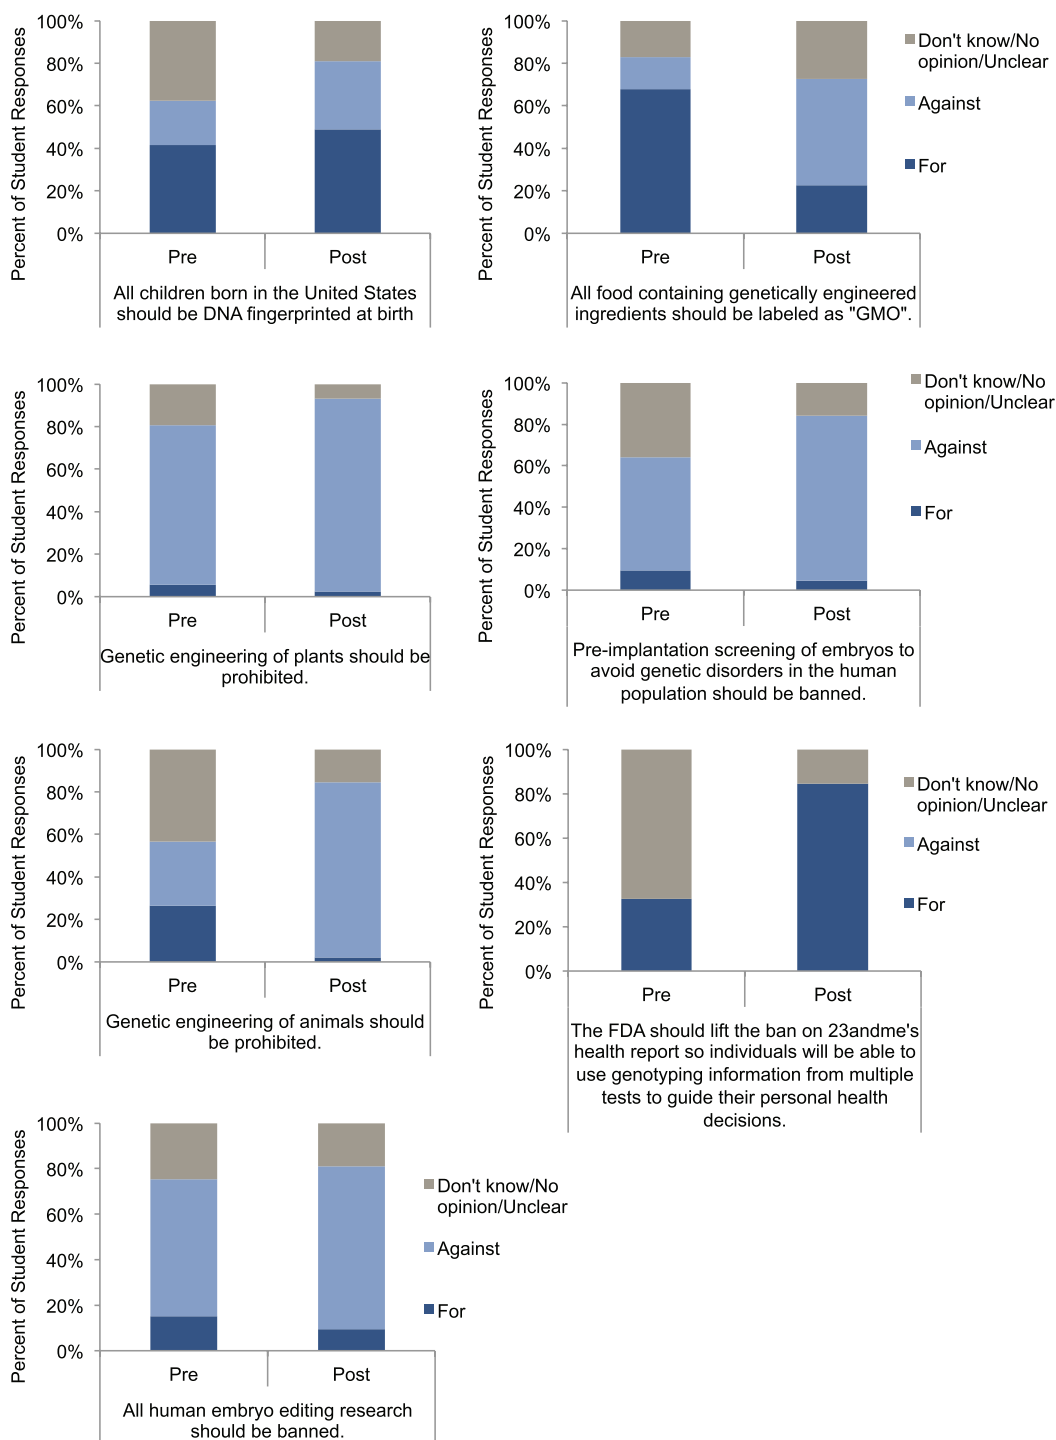 Percent of Student Responses
100%
80%
60%
40%
20%
0%
Pre
Post
All children born in the United States
should be DNA fingerprinted at birth
Percent of Student Responses
100%
80%
60%
40%
20%
0%
Pre
Post
All food containing genetically engineered
ingredients should be labeled as "GMO".
Don't know/No
opinion/Unclear
Against
For
Percent of Student Responses
100%
80%
60%
40%
20%
0%
Pre
Post
Genetic engineering of plants should be
prohibited.
Percent of Student Responses
100%
80%
60%
40%
20%
0%
Pre
Post
Pre-implantation screening of embryos to
avoid genetic disorders in the human
population should be banned.
Don't know/No
opinion/Unclear
Against
For
Percent of Student Responses
100%
80%
60%
40%
20%
0%
Pre
Post
Genetic engineering of animals should
be prohibited.
Percent of Student Responses
100%
80%
60%
40%
20%
0%
Pre
Post
The FDA should lift the ban on 23andme's
health report so individuals will be able to
use genotyping information from multiple
tests to guide their personal health
decisions.
Don't know/No
opinion/Unclear
Against
For
Percent of Student Responses
100%
80%
60%
40%
20%
0%
Pre
Post
All human embryo editing research
should be banned.
Don't know/No
opinion/Unclear
Against
For